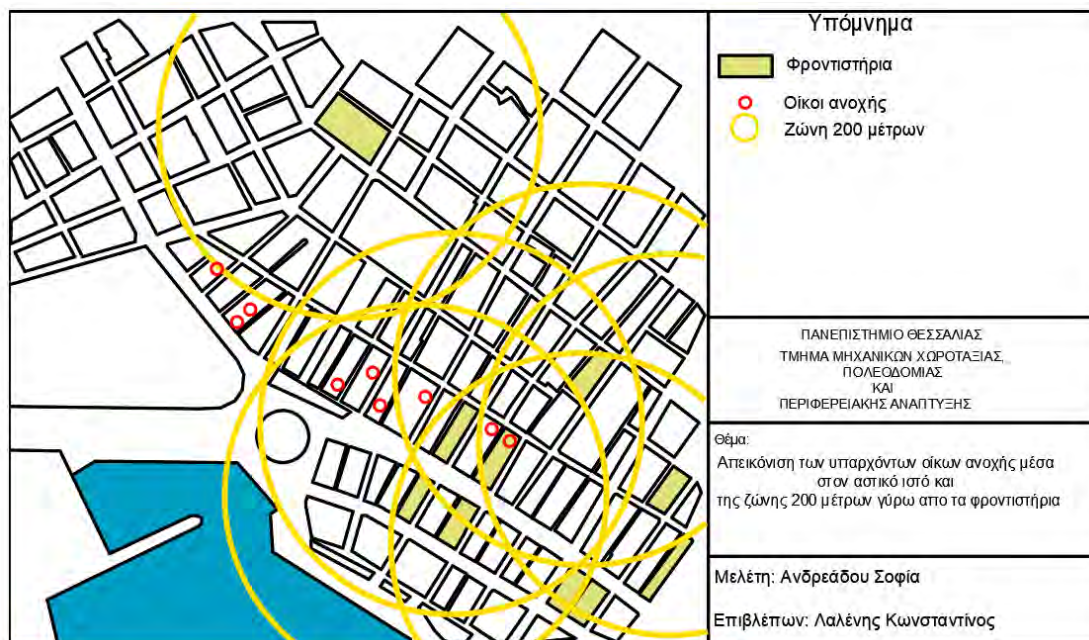 Υπόμνημα
Φροντιστήρια
Οίκοι ανοχής
Ζώνη 200 μέτρων
ΠΑΝΕΠΙΣΤΗΜΙΟ ΘΕΣΣΑΛΙΑΣ
ΤΜΗΜΑ ΜΗΧΑΝΙΚΩΝ ΧΩΡΟΤΑΞΙΑΣ,
ΠΟΛΕΟΔΟΜΙΑΣ
ΚΑΙ
ΠΕΡΙΦΕΡΕΙΑΚΗΣ ΑΝΑΠΤΥΞΗΣ
Θέμα:
Απεικόνιση των υπαρχόντων οίκων ανοχής μέσα
στον αστικό ιστό και
της ζώνης 200 μέτρων γύρω απο τα φροντιστήρια
Μελέτη: Ανδρεάδου Σοφία
Επιβλέπων: Λαλένης Κωνσταντίνος